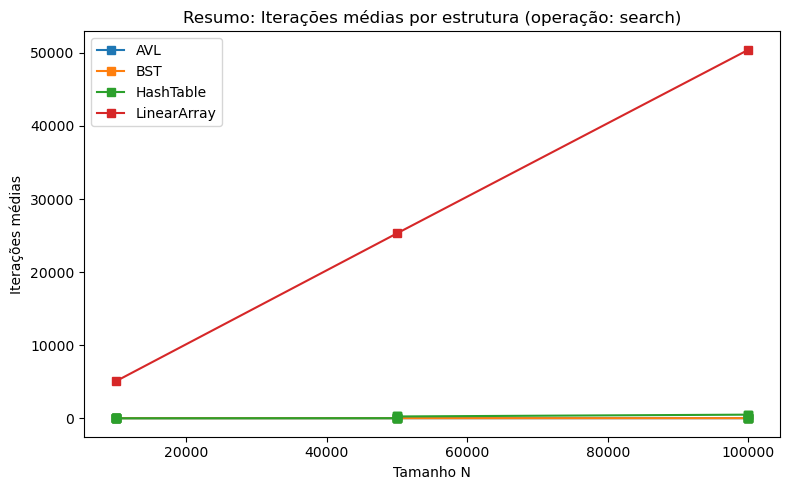 Resumo: Iterações médias por estrutura (operação: search)
AVL
BST
HashTable
LinearArray
Iterações médias
50000
40000
30000
20000
10000
0
20000
40000
60000
80000
100000
Tamanho N